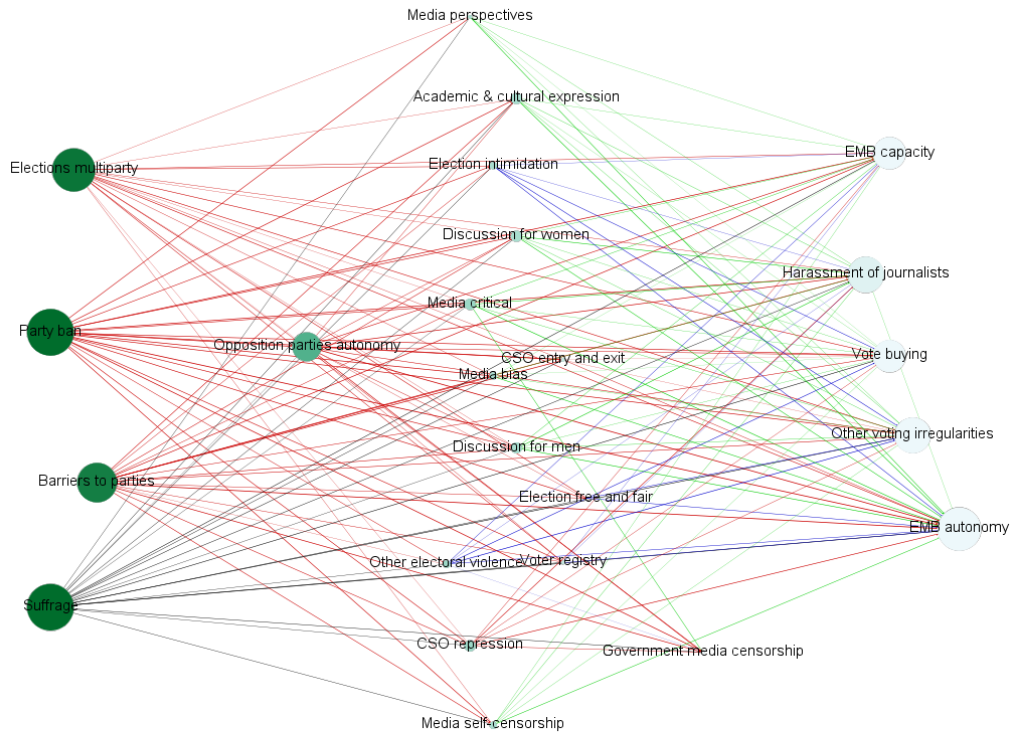 Media perspectives
Academic & cultural expression
EMB capacity
Election intimidation
Elections multiparty
Discussion for women
Harassment of journalists
Media critical
Party ban
Opposition parties autonomy
CSO entry and exit
Vote buying
Media bias
Other voting irregularities
Discussion for men
Barriers to parties
Election free and fair
EMB autonomy
Other electoral violence
Voter registry
Suffrage
CSO repression
Government media censorship
Media self-censorship